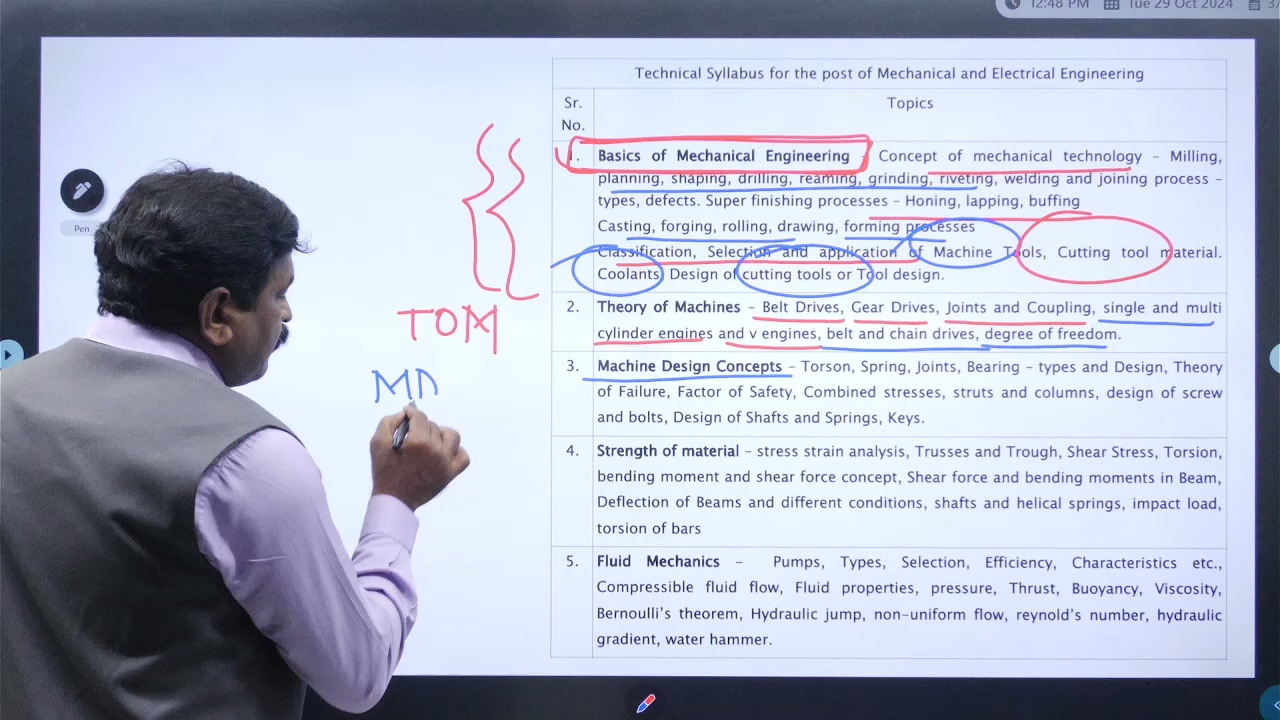 12:48 PM Tue 29 Oct 2024
Technical Syllabus for the post of Mechanical and Electrical Engineering
Sr. No. Topics
1. Basics of Mechanical Engineering – Concept of mechanical technology – Milling,
planning, shaping, drilling, reaming, grinding, riveting, welding and joining process –
types, defects. Super finishing processes – Honing, lapping, buffing
Casting, forging, rolling, drawing, forming processes
Classification, Selection and application of Machine Tools, Cutting tool material.
Coolants. Design of cutting tools or Tool design.
2. Theory of Machines – Belt Drives, Gear Drives, Joints and Coupling, single and multi
cylinder engines and v engines, belt and chain drives, degree of freedom.
3. Machine Design Concepts – Torson, Spring, Joints, Bearing – types and Design, Theory
of Failure, Factor of Safety, Combined stresses, struts and columns, design of screw
and bolts, Design of Shafts and Springs, Keys.
4. Strength of material – stress strain analysis, Trusses and Trough, Shear Stress, Torsion,
bending moment and shear force concept, Shear force and bending moments in Beam,
Deflection of Beams and different conditions, shafts and helical springs, impact load,
torsion of bars
5. Fluid Mechanics – Pumps, Types, Selection, Efficiency, Characteristics etc.,
Compressible fluid flow, Fluid properties, pressure, Thrust, Buoyancy, Viscosity,
Bernoulli's theorem, Hydraulic jump, non-uniform flow, reynold's number, hydraulic
gradient, water hammer.
TOM
MD
Pen